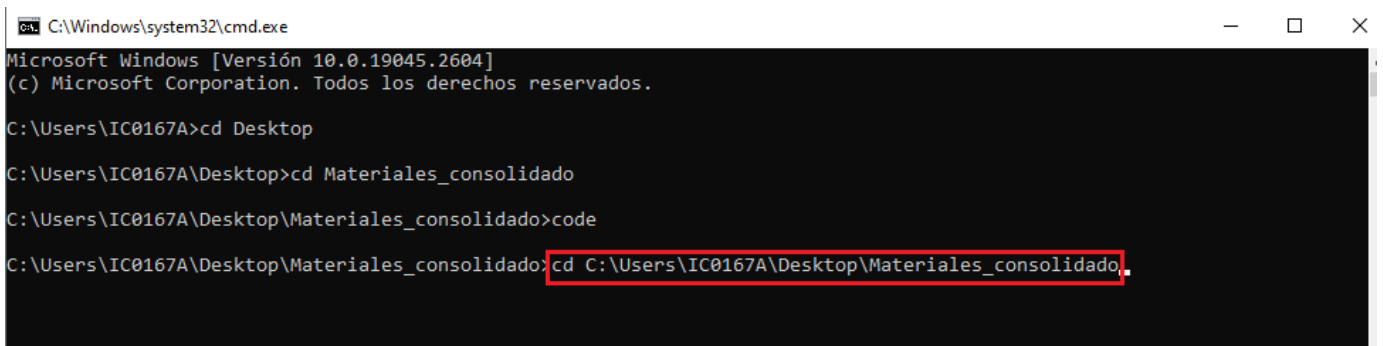 C:\Windows\system32\cmd.exe
Microsoft Windows [Versión 10.0.19045.2604]
(c) Microsoft Corporation. Todos los derechos reservados.
C:\Users\IC0167A>cd Desktop
C:\Users\IC0167A\Desktop>cd Materiales_consolidado
C:\Users\IC0167A\Desktop\Materiales_consolidado>code
C:\Users\IC0167A\Desktop\Materiales_consolidado>cd C:\Users\IC0167A\Desktop\Materiales_consolidado